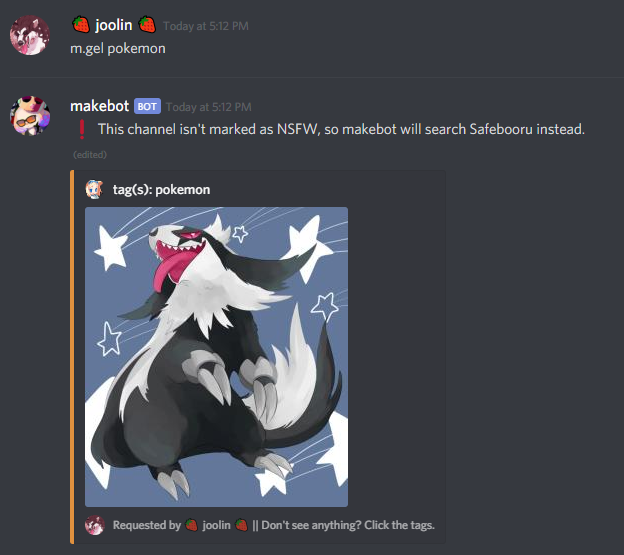 🍓 joolin 🍓 Today at 5:12 PM
m.gel pokemon
makebot BOT Today at 5:12 PM
❗ This channel isn't marked as NSFW, so makebot will search Safebooru instead.
(edited)
tag(s): pokemon
Requested by 🍓 joolin 🍓 || Don't see anything? Click the tags.